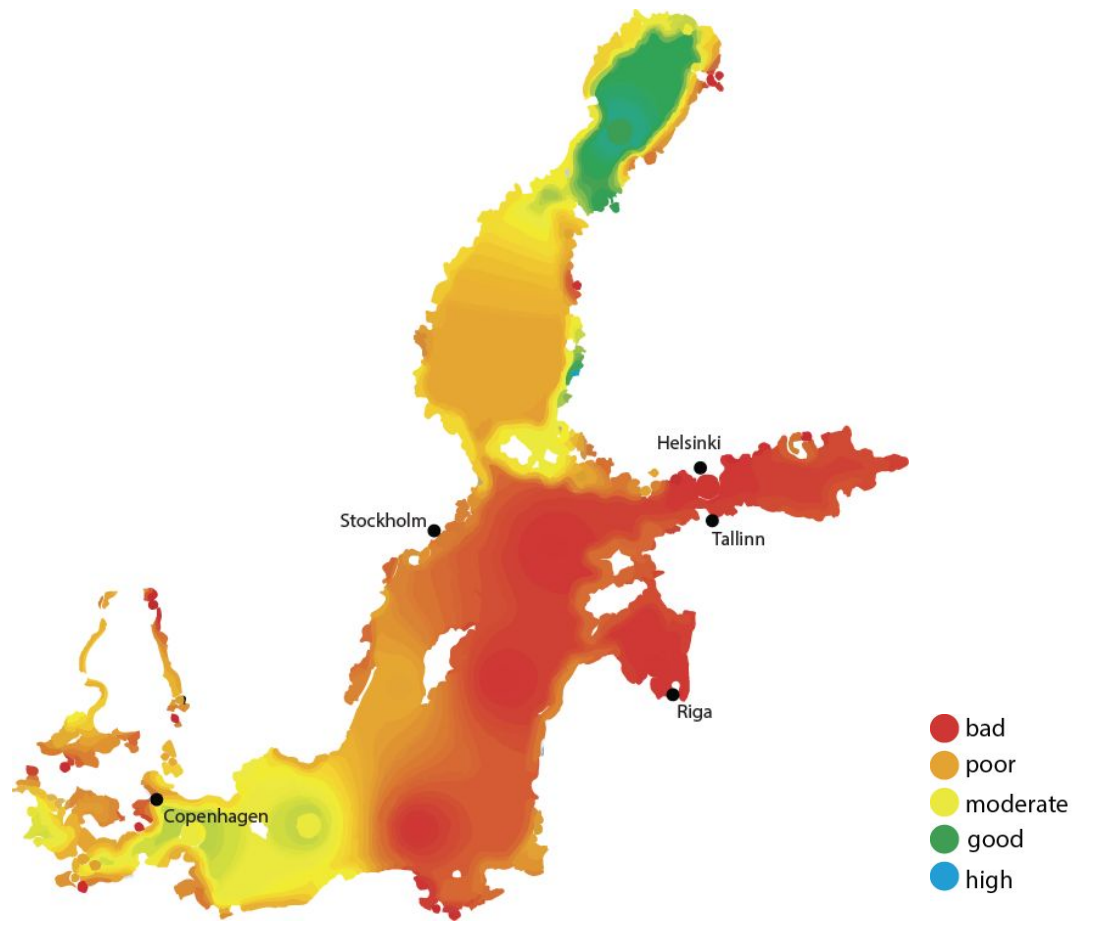 Helsinki
Stockholm
Tallinn
Riga
Copenhagen
bad
poor
moderate
good
high